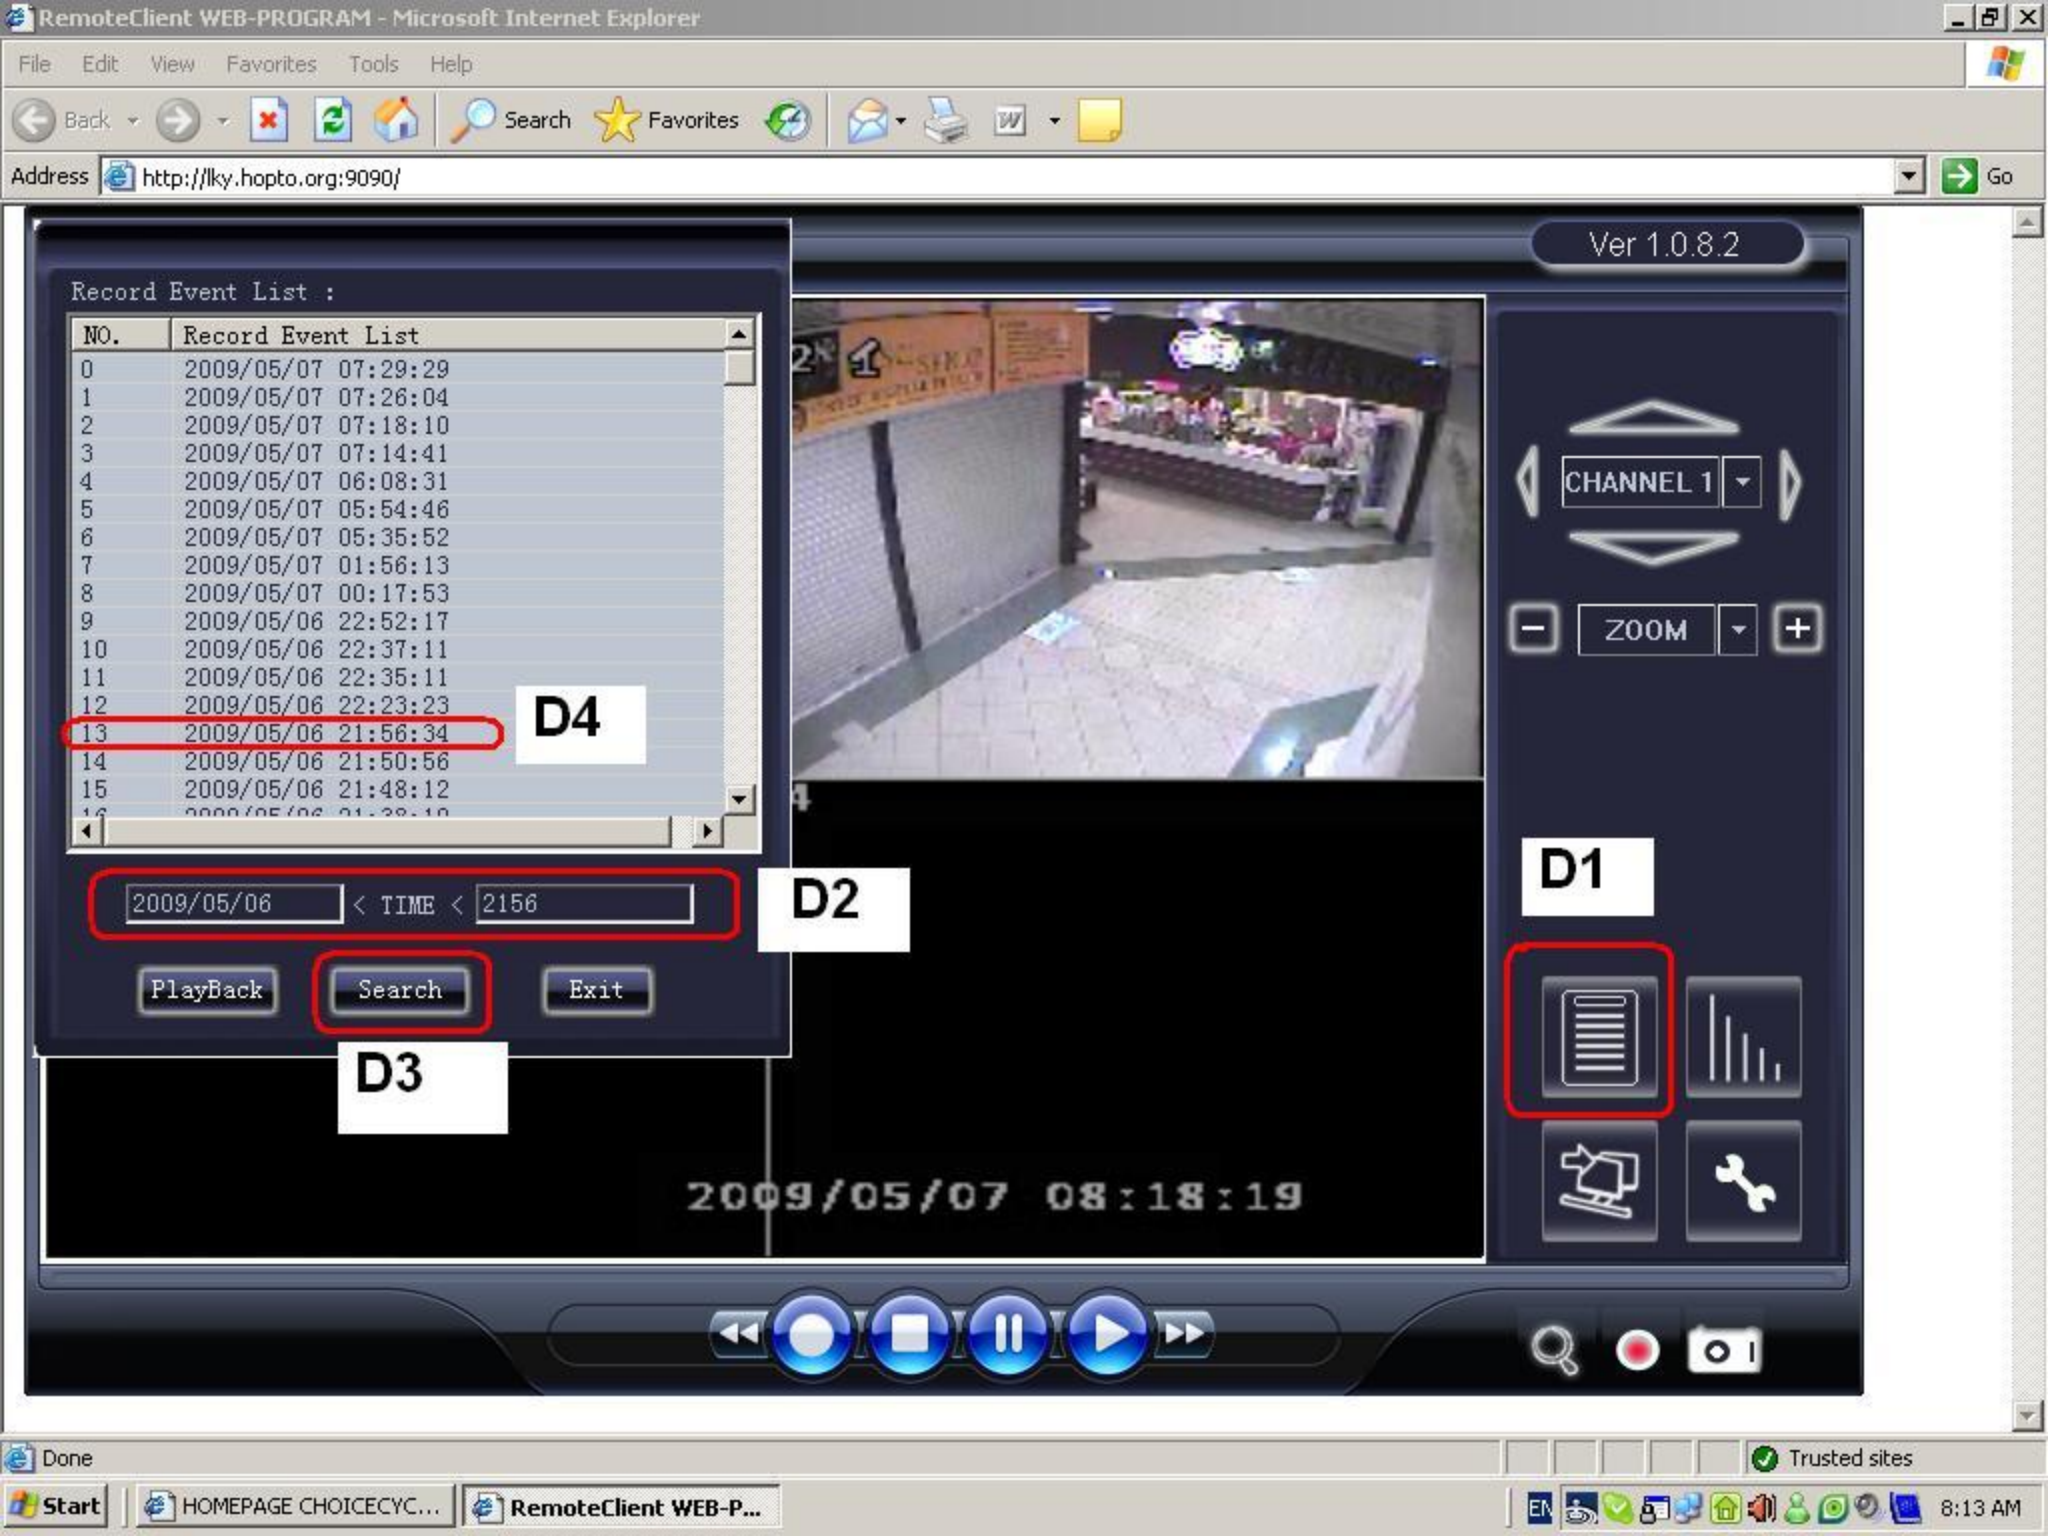 RemoteClient WEB-PROGRAM - Microsoft Internet Explorer
File Edit View Favorites Tools Help
Back Search Favorites
Address http://lky.hopto.org:9090/ Go
Ver 1.0.8.2
Record Event List :
NO. Record Event List
0 2009/05/07 07:29:29
1 2009/05/07 07:26:04
2 2009/05/07 07:18:10
3 2009/05/07 07:14:41
4 2009/05/07 06:08:31
5 2009/05/07 05:54:46
6 2009/05/07 05:35:52
7 2009/05/07 01:56:13
8 2009/05/07 00:17:53
9 2009/05/06 22:52:17
10 2009/05/06 22:37:11
11 2009/05/06 22:35:11
12 2009/05/06 22:23:23
13 2009/05/06 21:56:34
14 2009/05/06 21:50:56
15 2009/05/06 21:48:12
D4
2009/05/06 < TIME < 2156
D2
PlayBack Search Exit
D3
4
2009/05/07 08:18:19
CHANNEL 1
ZOOM
D1
Done Trusted sites
Start HOMEPAGE CHOICECYC... RemoteClient WEB-P... EN 8:13 AM